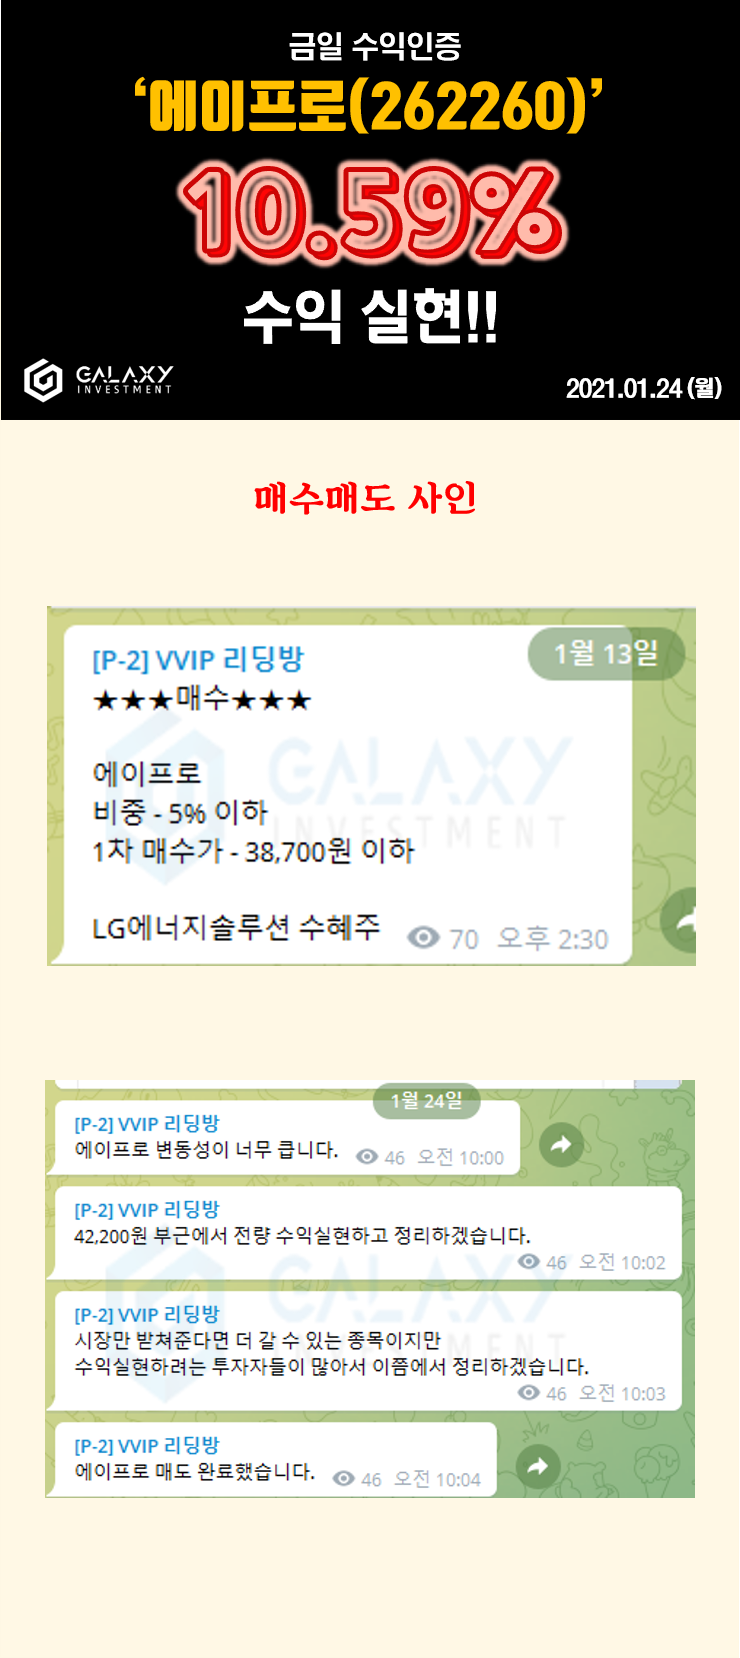 금일 수익인증
‘에이프로(262260)’
10.59%
수익 실현!!
GALAXY
INVESTMENT
2021.01.24 (월)
매수매도 사인
1월 13일
[P-2] VVIP 리딩방
★★★매수★★★
에이프로
비중 - 5% 이하
1차 매수가 - 38,700원 이하
LG에너지솔루션 수혜주
70 오후 2:30
GALAXY
INVESTMENT
1월 24일
[P-2] VVIP 리딩방
에이프로 변동성이 너무 큽니다.
46 오전 10:00
[P-2] VVIP 리딩방
42,200원 부근에서 전량 수익실현하고 정리하겠습니다.
46 오전 10:02
[P-2] VVIP 리딩방
시장만 받쳐준다면 더 갈 수 있는 종목이지만
수익실현하려는 투자자들이 많아서 이쯤에서 정리하겠습니다.
46 오전 10:03
[P-2] VVIP 리딩방
에이프로 매도 완료했습니다.
46 오전 10:04
GALAXY
INVESTMENT